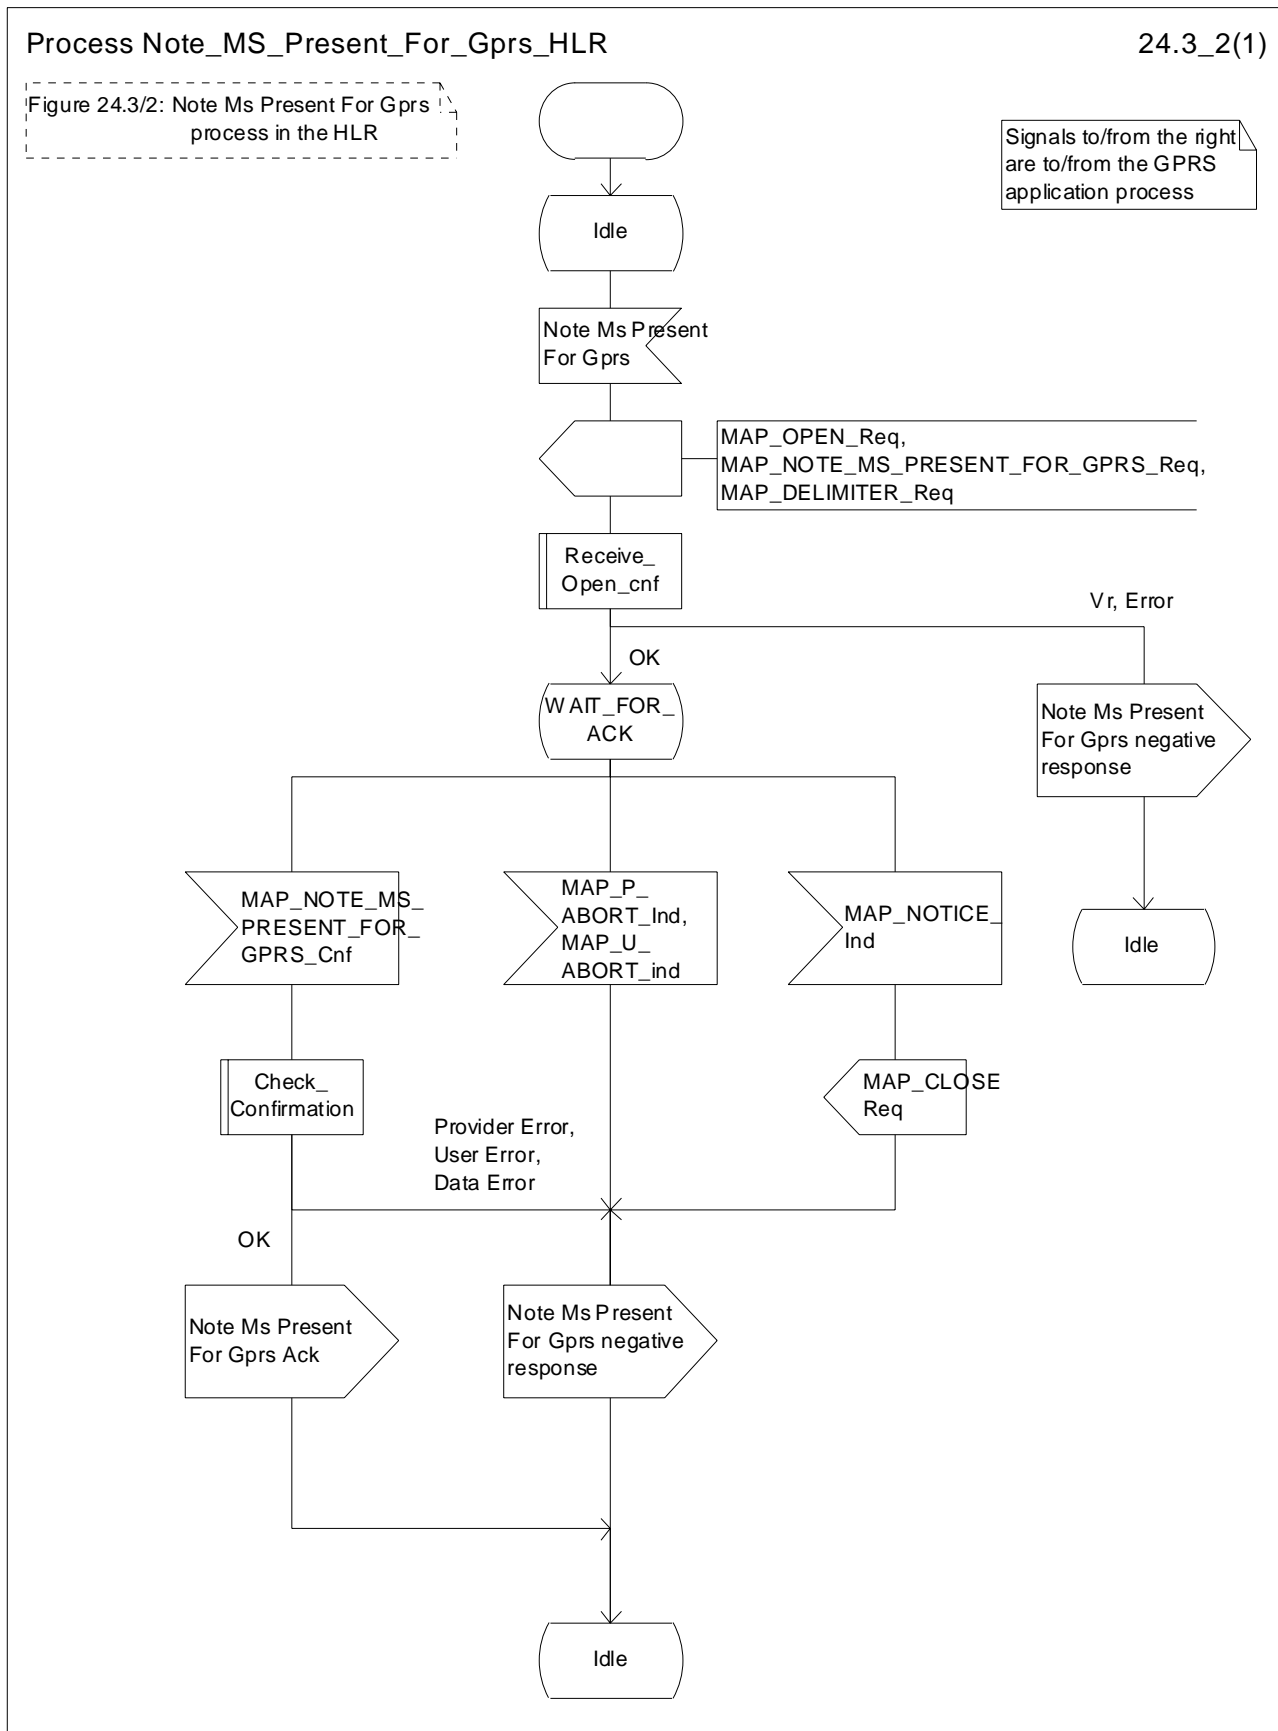 Process Note_MS_Present_For_Gprs_HLR
24.3_2(1)
Figure 24.3/2: Note Ms Present For Gprs
process in the HLR
Signals to/from the right
are to/from the GPRS
application process
Idle
Note Ms Present
For Gprs
MAP_OPEN_Req,
MAP_NOTE_MS_PRESENT_FOR_GPRS_Req,
MAP_DELIMITER_Req
Receive_
Open_cnf
Vr, Error
OK
WAIT_FOR_
ACK
Note Ms Present
For Gprs negative
response
MAP_NOTE_MS_
PRESENT_FOR_
GPRS_Cnf
MAP_P_
ABORT_Ind,
MAP_U_
ABORT_ind
MAP_NOTICE_
Ind
Idle
Check_
Confirmation
MAP_CLOSE
Req
Provider Error,
User Error,
Data Error
OK
Note Ms Present
For Gprs Ack
Note Ms Present
For Gprs negative
response
Idle